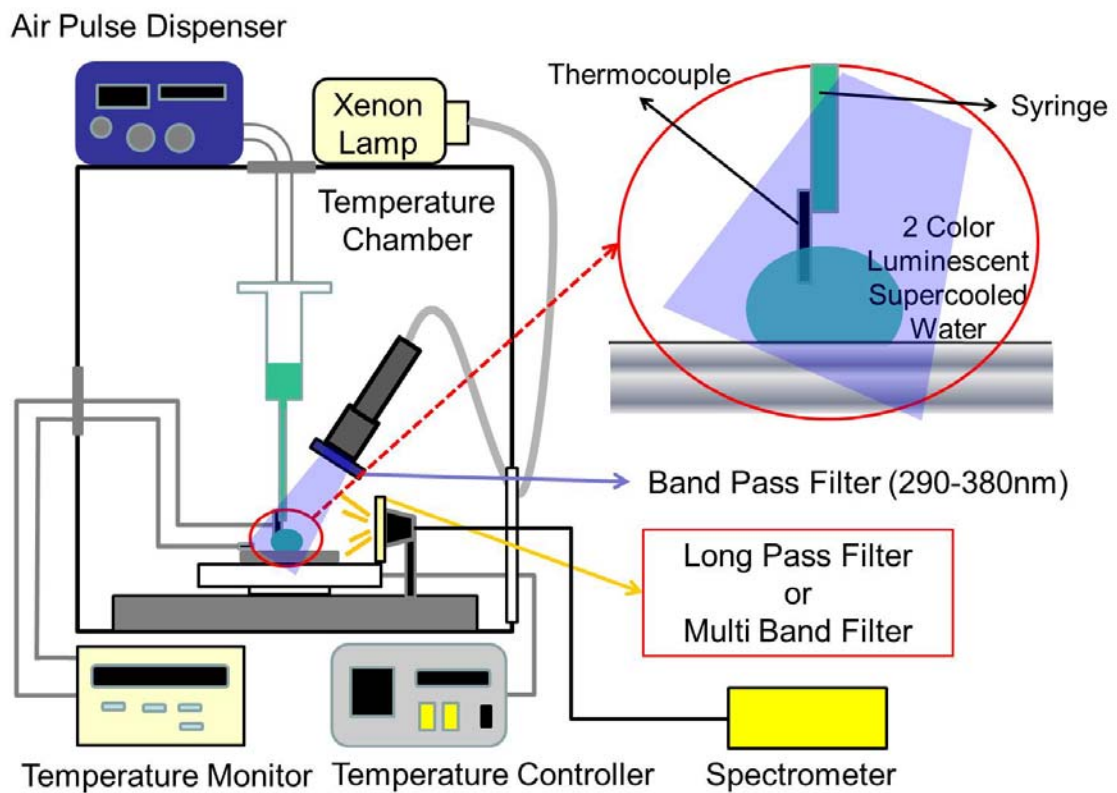 Air Pulse Dispenser
Xenon
Lamp
Temperature
Chamber
Thermocouple
Syringe
2 Color
Luminescent
Supercooled
Water
Band Pass Filter (290-380nm)
Long Pass Filter
or
Multi Band Filter
Temperature Monitor
Temperature Controller
Spectrometer